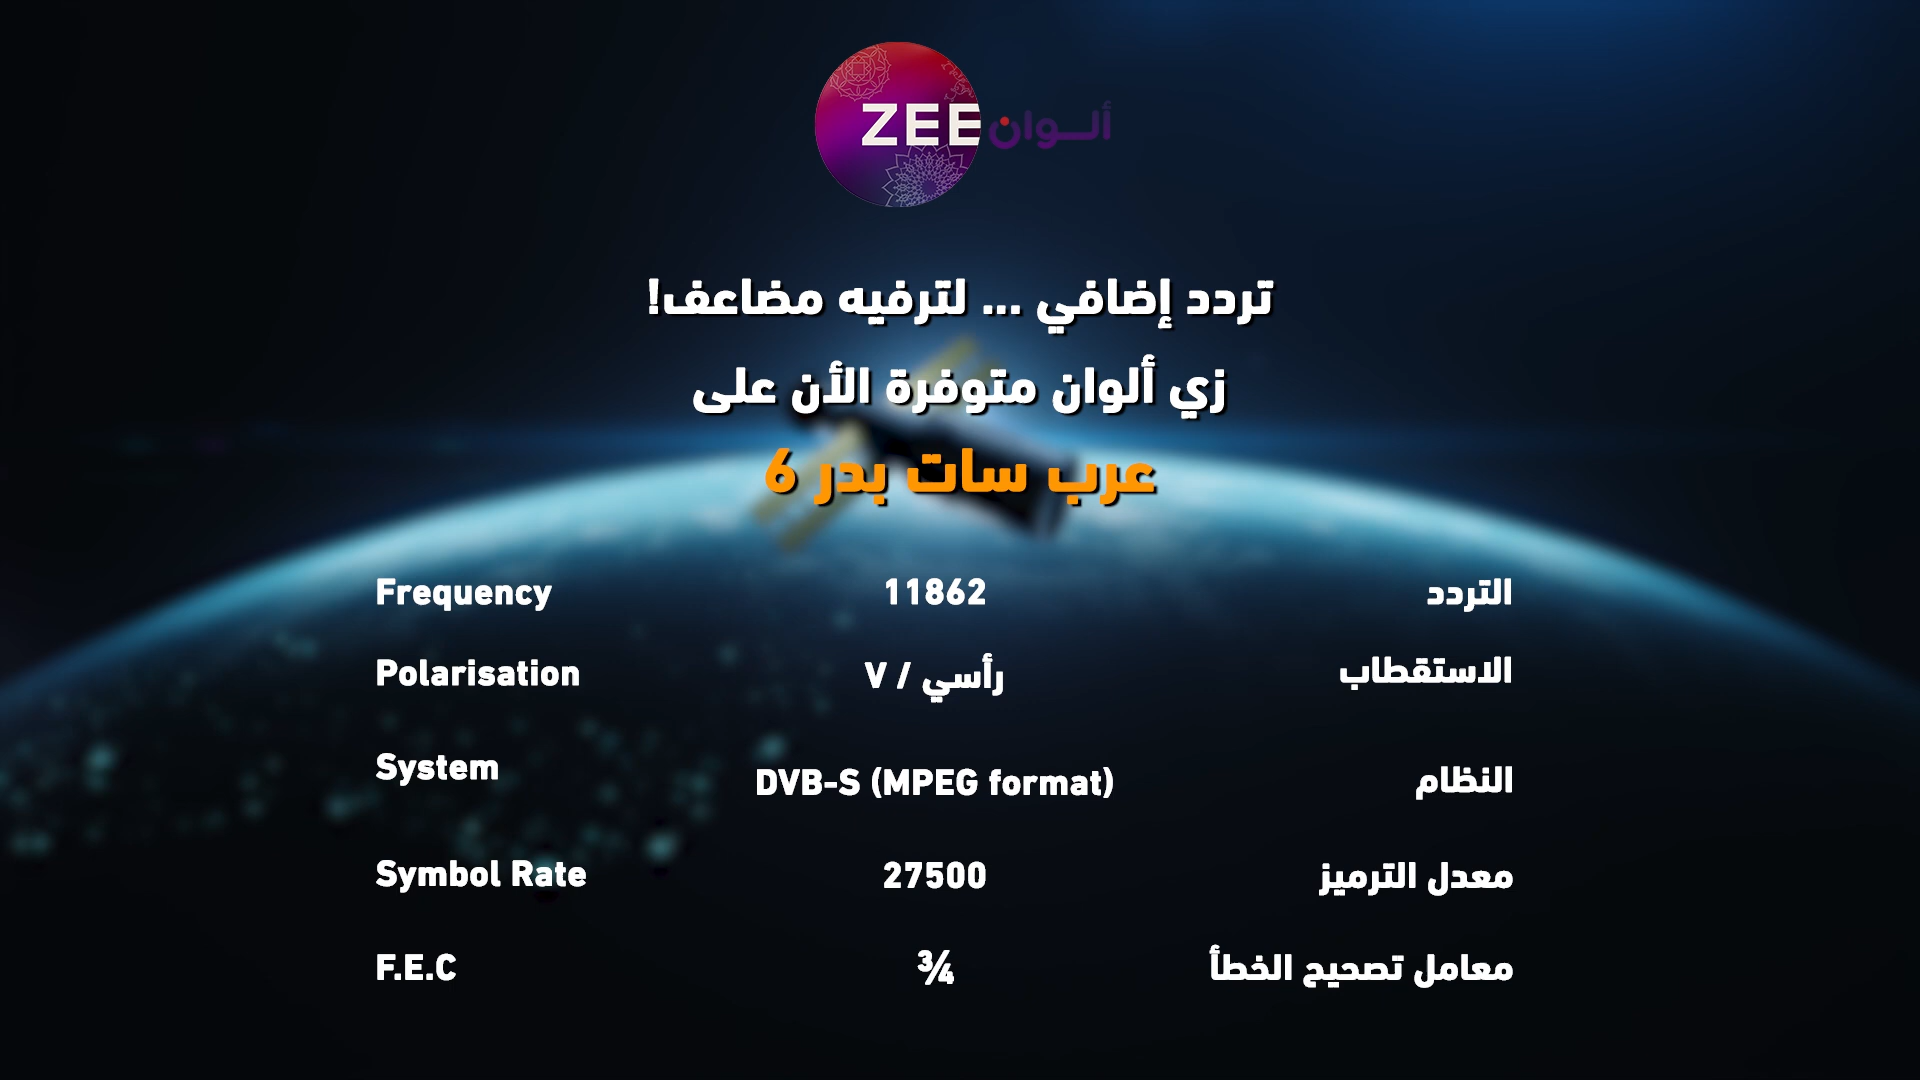 ZEE ألوان
تردد إضافي ... لترفيه مضاعف!
زي ألوان متوفرة الأن على
عرب سات بدر 6
Frequency 11862 التردد
Polarisation رأسي / V الاستقطاب
System DVB-S (MPEG format) النظام
Symbol Rate 27500 معدل الترميز
F.E.C ¾ معامل تصحيح الخطأ